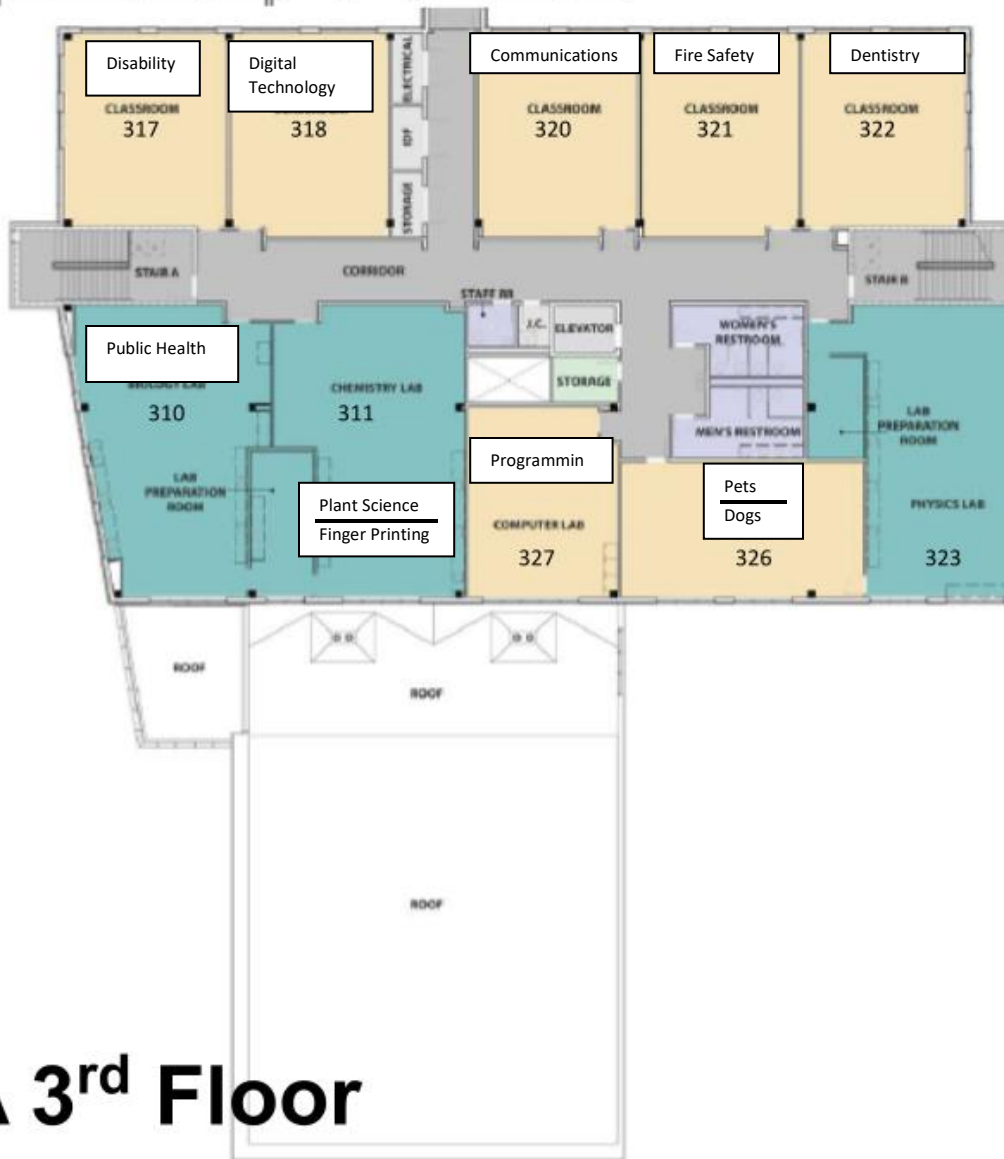 Disability
Digital
Technology
Communications
Fire Safety
Dentistry
CLASSROOM
317
318
CLASSROOM
320
CLASSROOM
321
CLASSROOM
322
ELECTRICAL
IDF
STORAGE
STAIR A
CORRIDOR
STAIR B
STAFF RR
J.C.
ELEVATOR
STORAGE
WOMEN'S
RESTROOM
MEN'S RESTROOM
Public Health
BIOLOGY LAB
310
LAB
PREPARATION
ROOM
CHEMISTRY LAB
311
Plant Science
Finger Printing
Programmin
COMPUTER LAB
327
Pets
Dogs
326
LAB
PREPARATION
ROOM
PHYSICS LAB
323
ROOF
ROOF
ROOF
3rd Floor